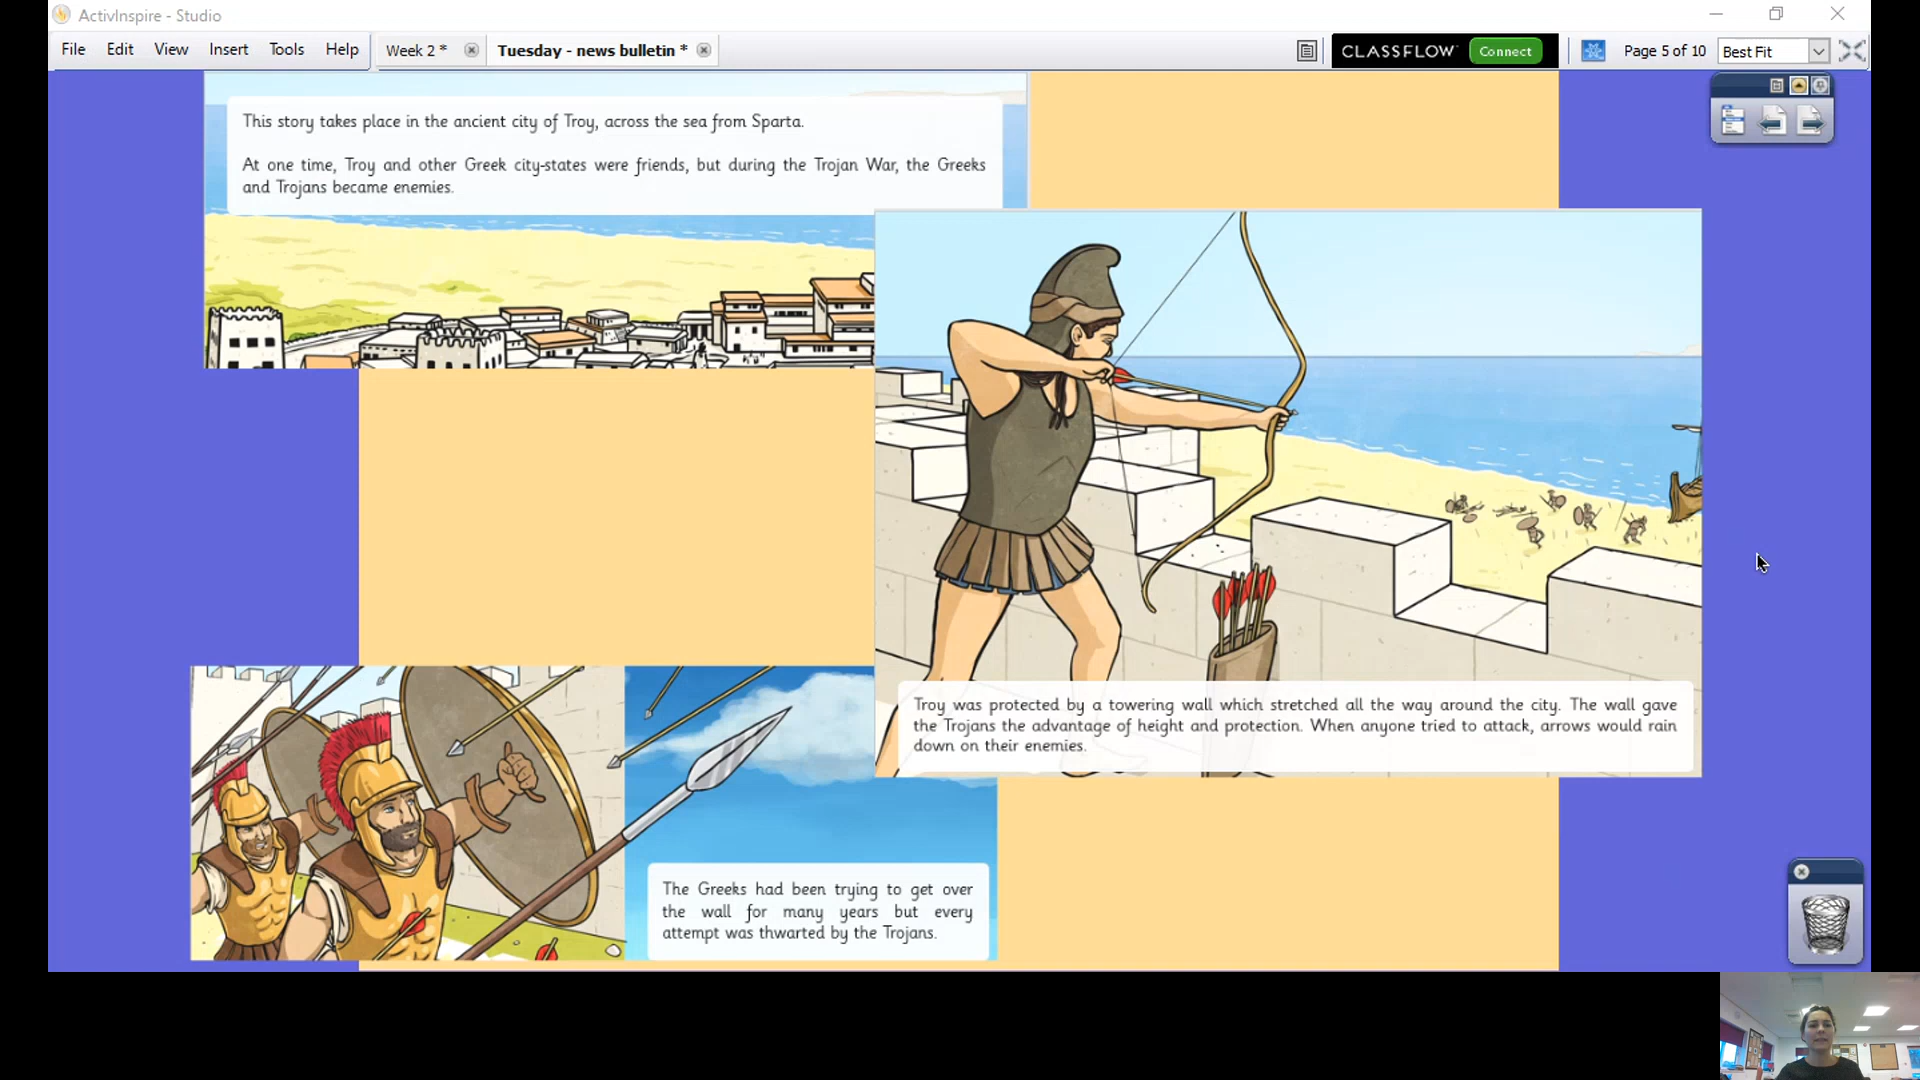 ActivInspire - Studio
File Edit View Insert Tools Help
Week 2 *
Tuesday - news bulletin *
CLASSFLOW
Connect
Page 5 of 10
Best Fit
This story takes place in the ancient city of Troy, across the sea from Sparta.
At one time, Troy and other Greek city-states were friends, but during the Trojan War, the Greeks
and Trojans became enemies.
Troy was protected by a towering wall which stretched all the way around the city. The wall gave
the Trojans the advantage of height and protection. When anyone tried to attack, arrows would rain
down on their enemies.
The Greeks had been trying to get over
the wall for many years but every
attempt was thwarted by the Trojans.